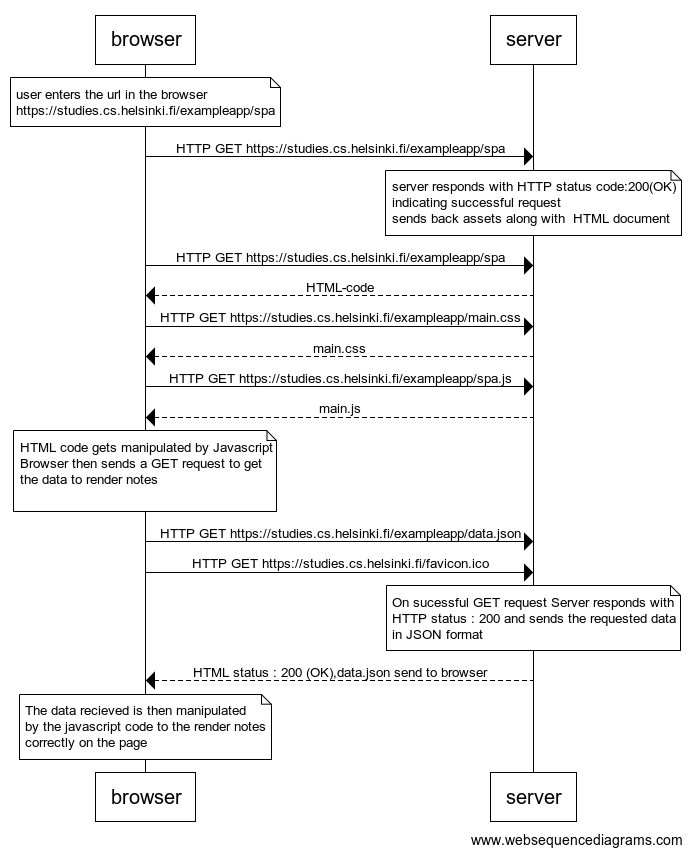 browser
server
user enters the url in the browser
https://studies.cs.helsinki.fi/exampleapp/spa
HTTP GET https://studies.cs.helsinki.fi/exampleapp/spa
server responds with HTTP status code:200(OK)
indicating successful request
sends back assets along with  HTML document
HTTP GET https://studies.cs.helsinki.fi/exampleapp/spa
HTML-code
HTTP GET https://studies.cs.helsinki.fi/exampleapp/main.css
main.css
HTTP GET https://studies.cs.helsinki.fi/exampleapp/spa.js
main.js
HTML code gets manipulated by Javascript
Browser then sends a GET request to get
the data to render notes
HTTP GET https://studies.cs.helsinki.fi/exampleapp/data.json
HTTP GET https://studies.cs.helsinki.fi/favicon.ico
On sucessful GET request Server responds with
HTTP status : 200 and sends the requested data
in JSON format
HTML status : 200 (OK),data.json send to browser
The data recieved is then manipulated
by the javascript code to the render notes
correctly on the page
browser
server
www.websequencediagrams.com